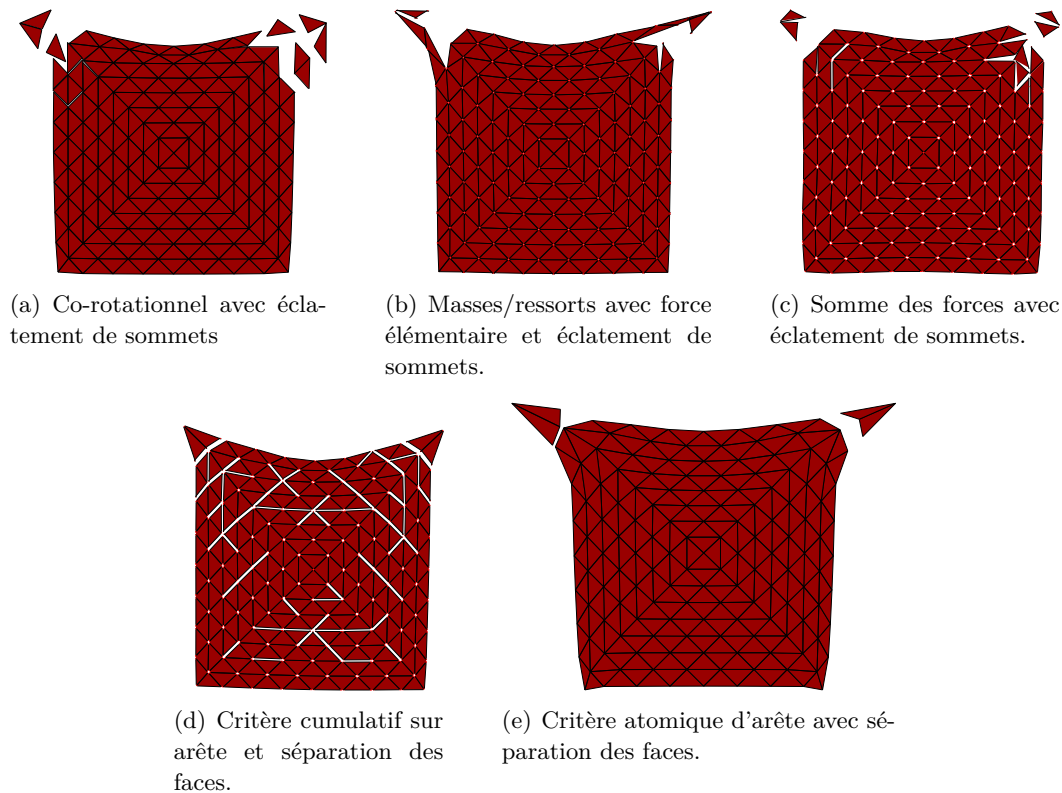 (a) Co-rotationnel avec écla-
tement de sommets
(b) Masses/ressorts avec force
élémentaire et éclatement de
sommets.
(c) Somme des forces avec
éclatement de sommets.
(d) Critère cumulatif sur
arête et séparation des
faces.
(e) Critère atomique d'arête avec sé-
paration des faces.